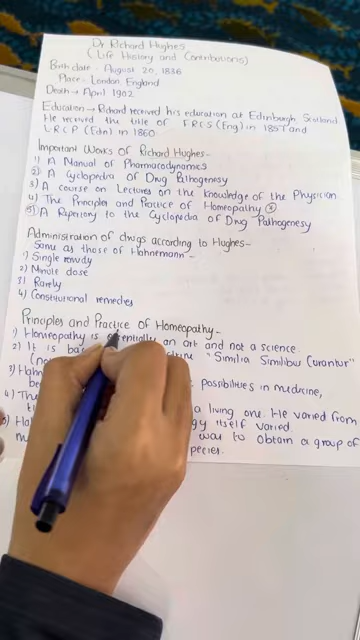 Dr Richard Hughes
(Life History and Contributions)
Birth date - August 20, 1836
Place - London, England
Death → April 1902
Education → Richard received his education at Edinburgh, Scotland
He received the title of F R C S (Eng) in 1857 and
L R C P (Edn) in 1860.
Important Works of Richard Hughes -
1) A Manual of Pharmacodynamics
2) A Cyclopedia of Drug Pathogenesy
3) A course on Lectures on the knowledge of the Physician
4) The Principles and Practice of Homeopathy
5) A Repertory to the Cyclopedia of Drug Pathogenesy
Administration of drugs according to Hughes -
Same as those of Hahnemann -
1) Single remedy
2) Minute dose
3) Rarely
4) Constitutional remedies
Principles and Practice of Homeopathy -
1) Homeopathy is essentially an art and not a science.
2) It is "Similia Similibus Curantur"
3) possibilities in medicine,
4) The a living one. He varied from
gy itself varied.
was to obtain a group of
species.